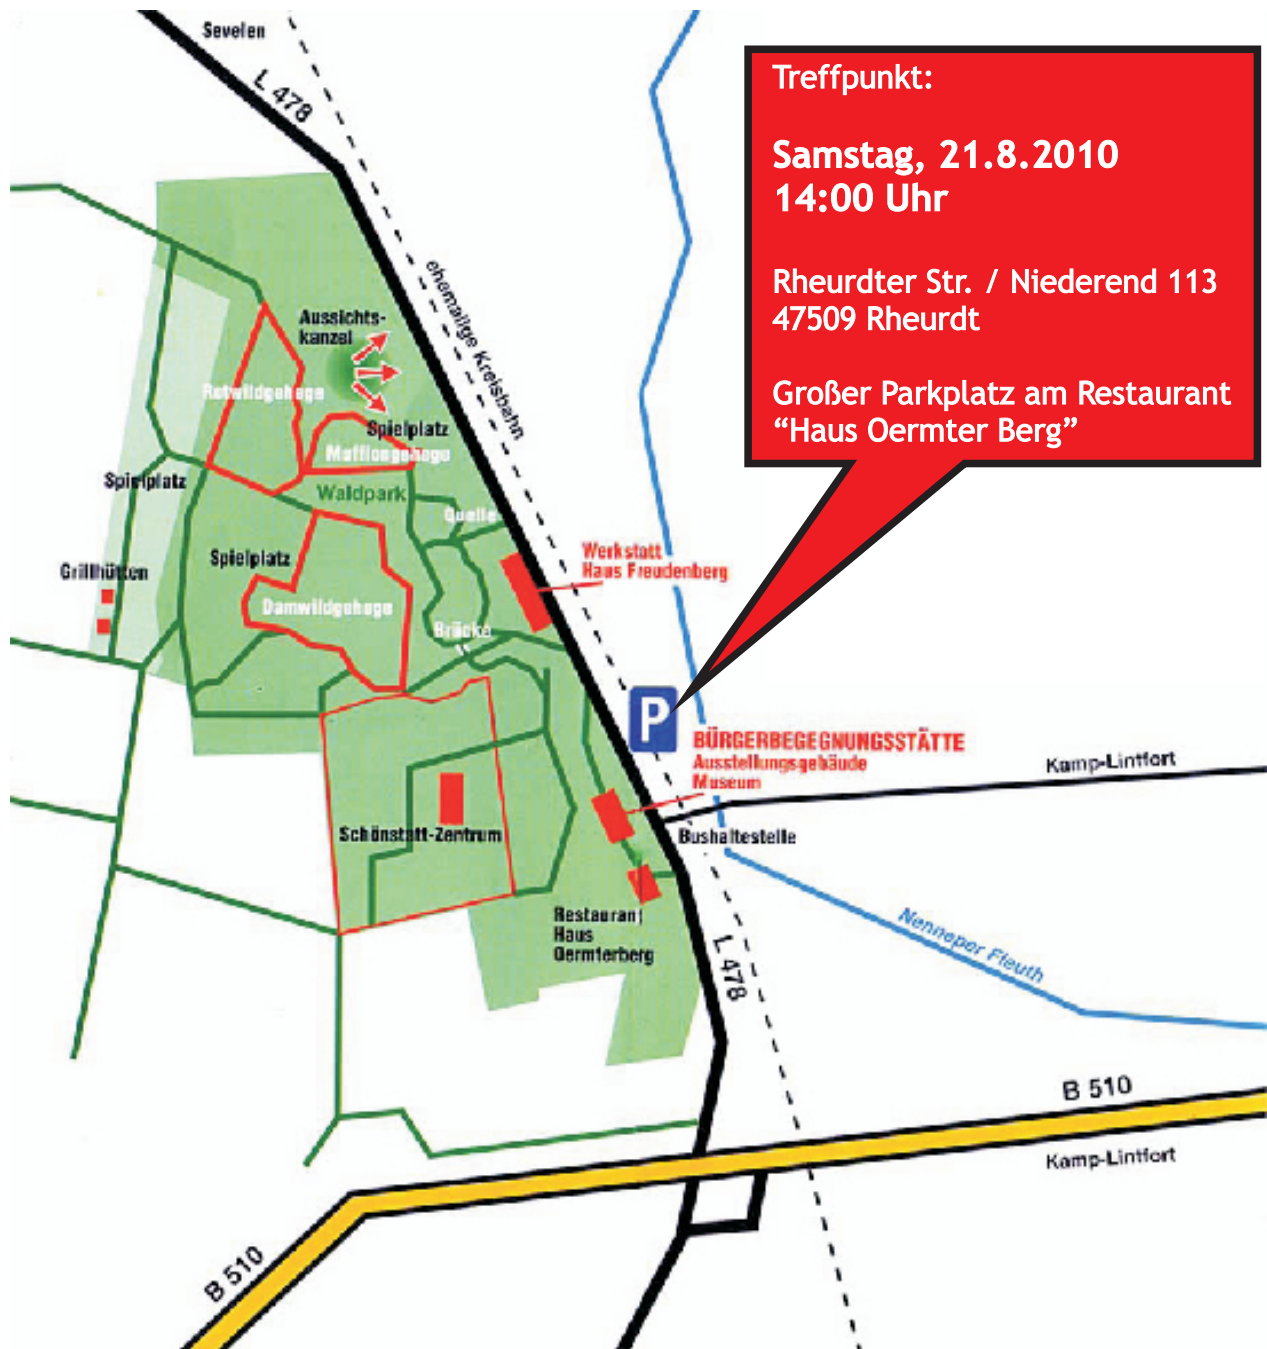 Sevelen
L 478
Treffpunkt:
Samstag, 21.8.2010
14:00 Uhr
Rheurdter Str. / Niederend 113
47509 Rheurdt
Großer Parkplatz am Restaurant
“Haus Oermter Berg”
ehemalige Kreisbahn
Aussichts-
kanzel
Rotwildgehege
Spielplatz
Mufflongehege
Spielplatz
Waldpark
Quelle
Spielplatz
Werkstatt
Haus Freudenberg
Grillhütten
Damwildgehege
Brücke
P
BÜRGERBEGEGNUNGSSTÄTTE
Ausstellungsgebäude
Museum
Kamp-Lintfort
Schönstatt-Zentrum
Bushaltestelle
Restaurant
Haus
Oermterberg
Nenneper Fleuth
L 478
B 510
Kamp-Lintfort
B 510